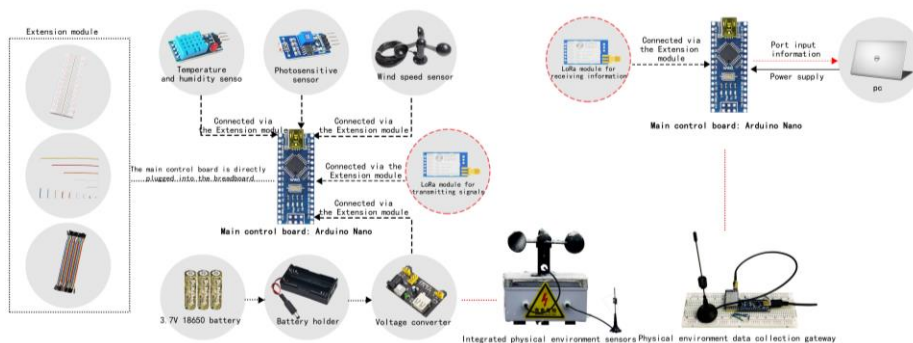 Extension module
Temperature
and humidity senso
Photosensitive
sensor
Wind speed sensor
Connected via
the Extension module
Connected via
the Extension module
The main control board is directly
plugged into the breadboard
Connected via the
Extension module
LoRa module for
transmitting signals
Connected via
the Extension module
Main control board: Arduino Nano
3.7V 18650 battery
Battery holder
Voltage converter
LoRa module for
receiving information
Connected via
the Extension
module
Port input
information
Power supply
pc
Main control board: Arduino Nano
Integrated physical environment sensors
Physical environment data collection gateway